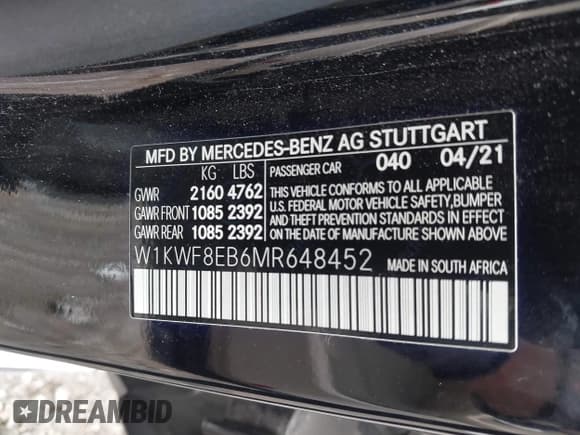 MFD BY MERCEDES-BENZ AG STUTTGART
KG LBS
GVWR 2160 4762
GAWR FRONT 1085 2392
GAWR REAR 1085 2392
PASSENGER CAR 040 04/21
THIS VEHICLE CONFORMS TO ALL APPLICABLE
U.S. FEDERAL MOTOR VEHICLE SAFETY,BUMPER
AND THEFT PREVENTION STANDARDS IN EFFECT
ON THE DATE OF MANUFACTURE SHOWN ABOVE.
W1KWF8EB6MR648452 MADE IN SOUTH AFRICA
DREAMBID